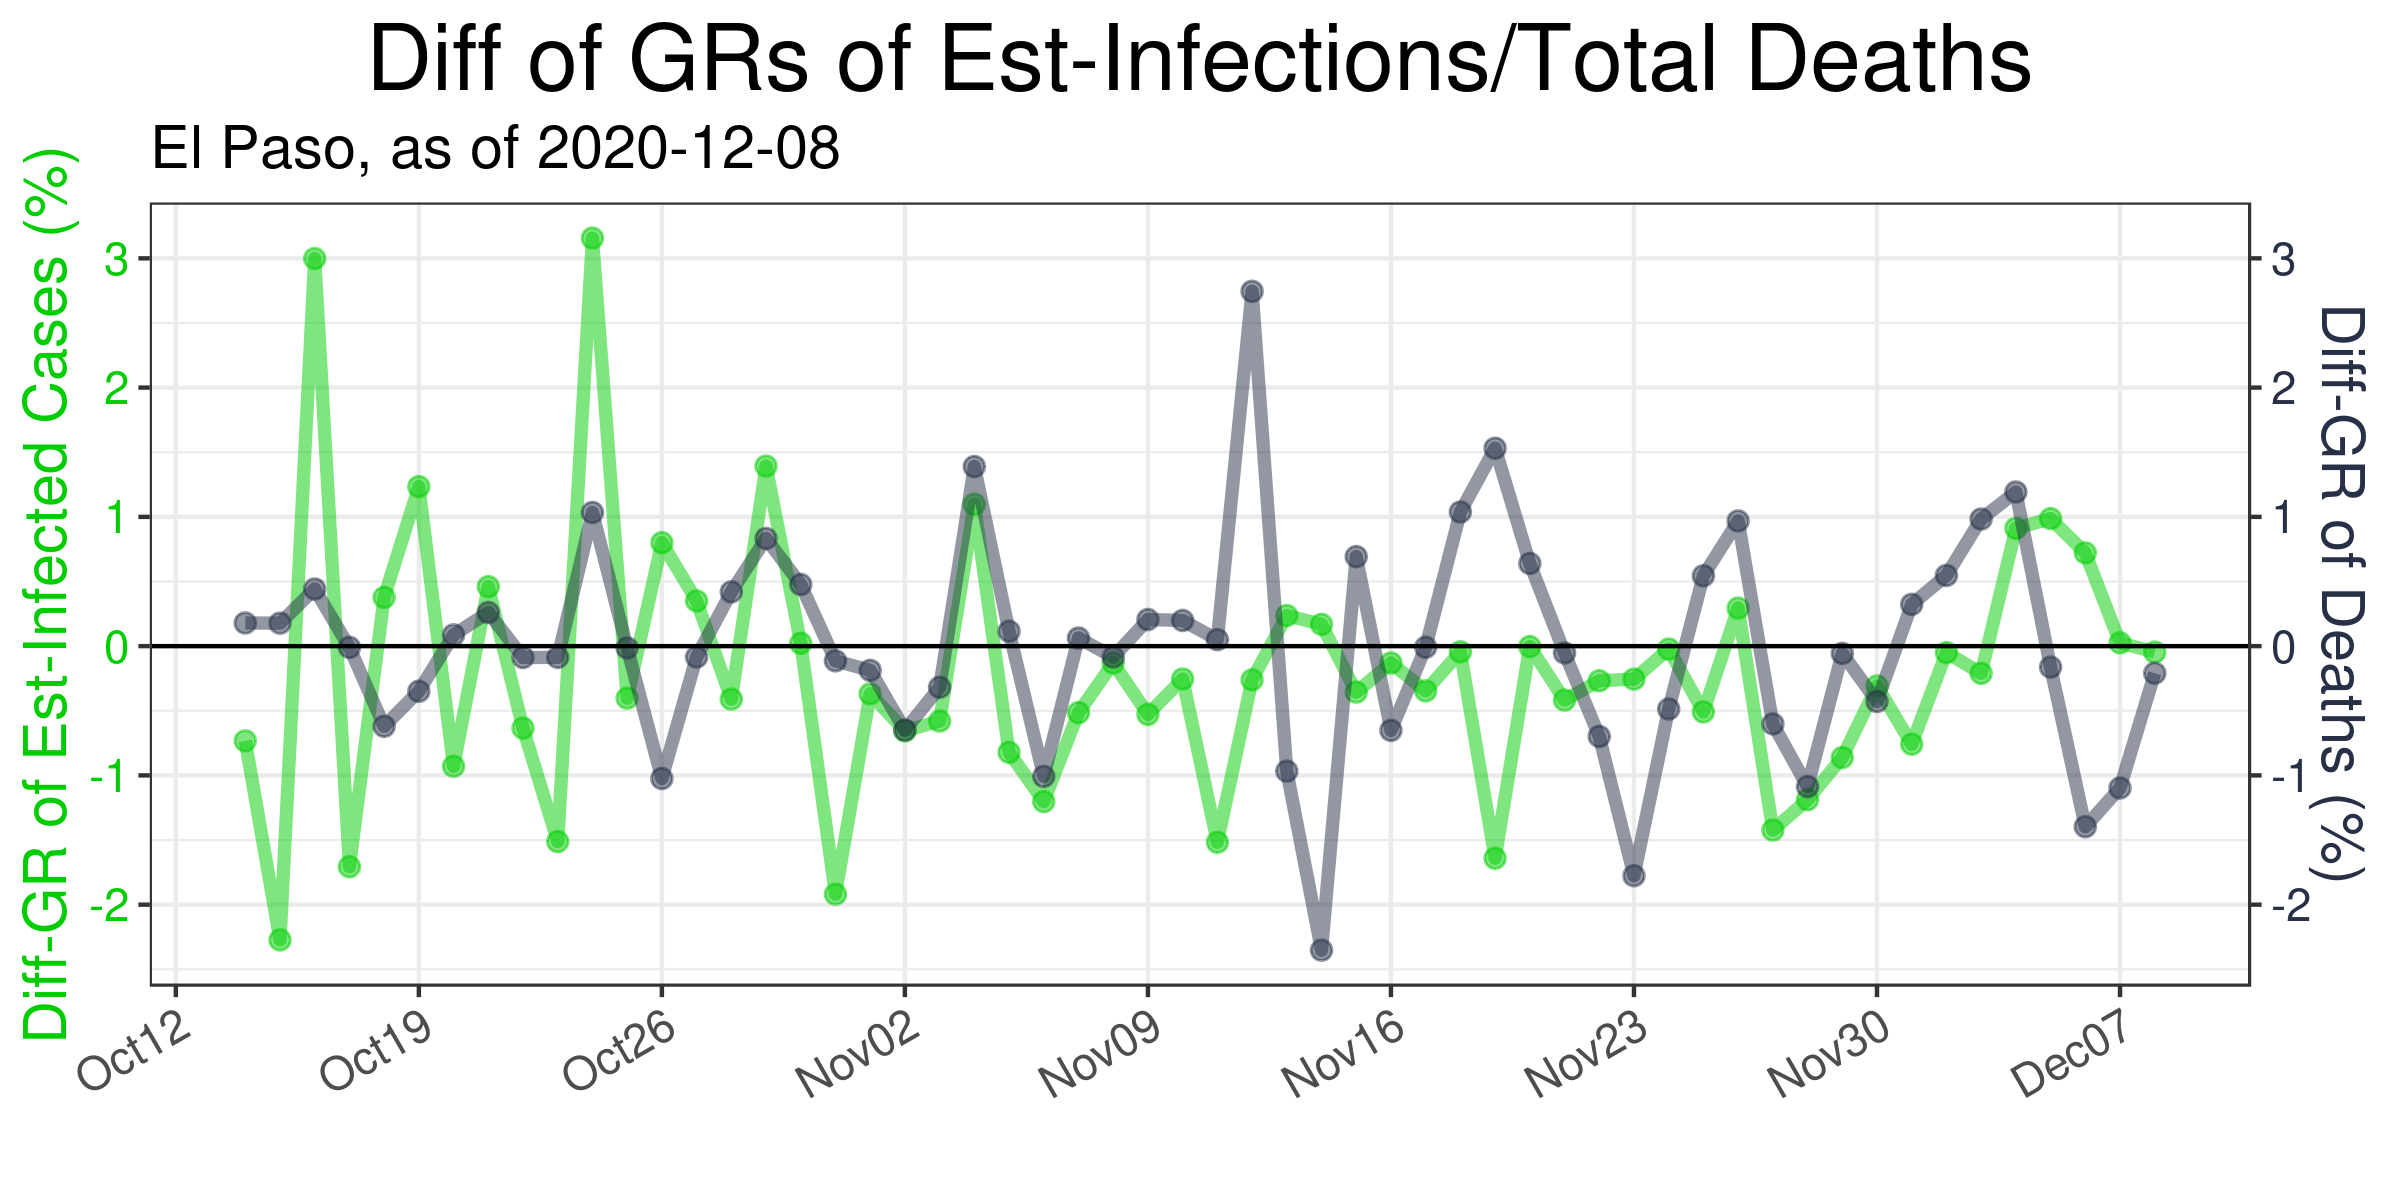 Diff of GRs of Est-Infections/Total Deaths
El Paso, as of 2020-12-08
Diff-GR of Est-Infected Cases (%)
3
2
1
0
-1
-2
3
2
1
0
-1
-2
Diff-GR of Deaths (%)
Oct12
Oct19
Oct26
Nov02
Nov09
Nov16
Nov23
Nov30
Dec07